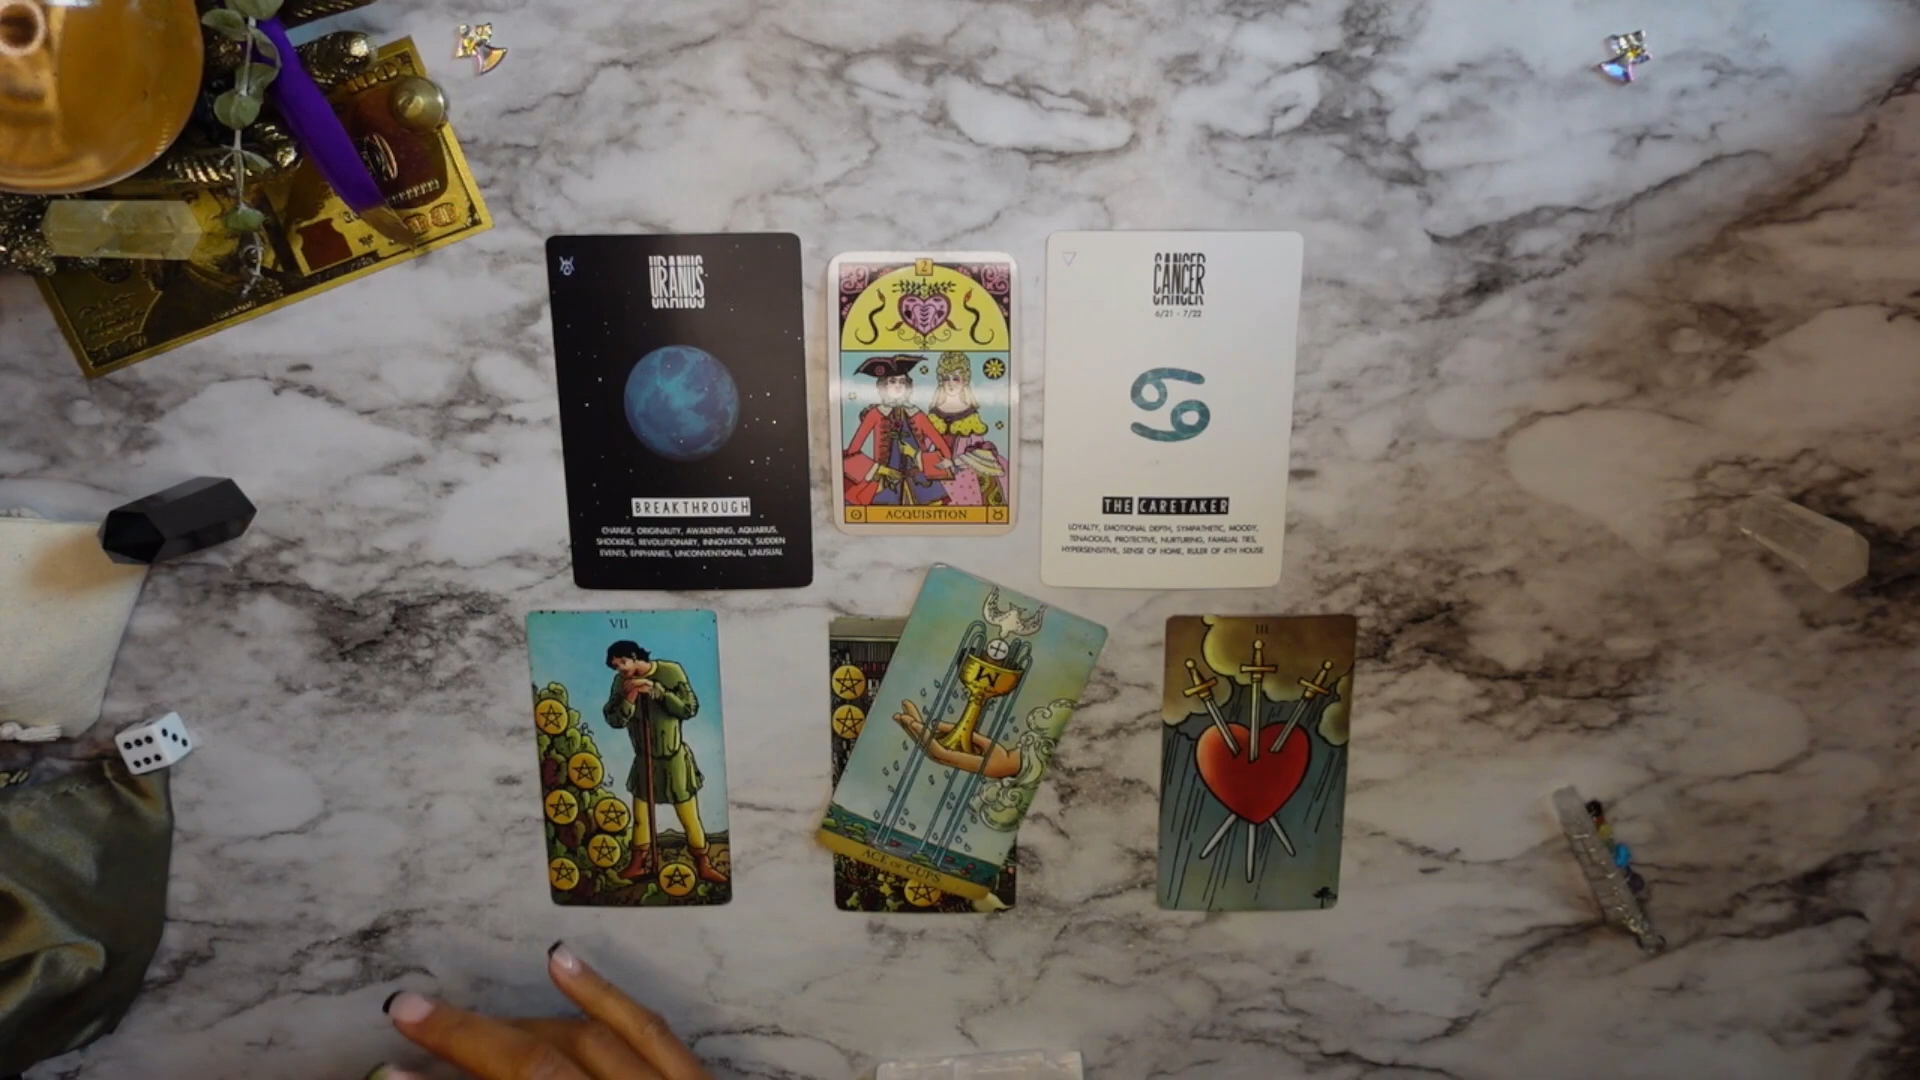 URANUS
BREAKTHROUGH
CHANGE, ORIGINALITY, AWAKENING, AQUARIUS,
SHOCKING, REVOLUTIONARY, INNOVATION, SUDDEN
EVENTS, EPIPHANIES, UNCONVENTIONAL, UNUSUAL
2
ACQUISITION
CANCER
6/21 - 7/22
THE CARETAKER
LOYALTY, EMOTIONAL DEPTH, SYMPATHETIC, MOODY,
TENACIOUS, PROTECTIVE, NURTURING, FAMILIAL TIES,
HYPERSENSITIVE, SENSE OF HOME, RULER OF 4TH HOUSE
VII
ACE OF CUPS
III